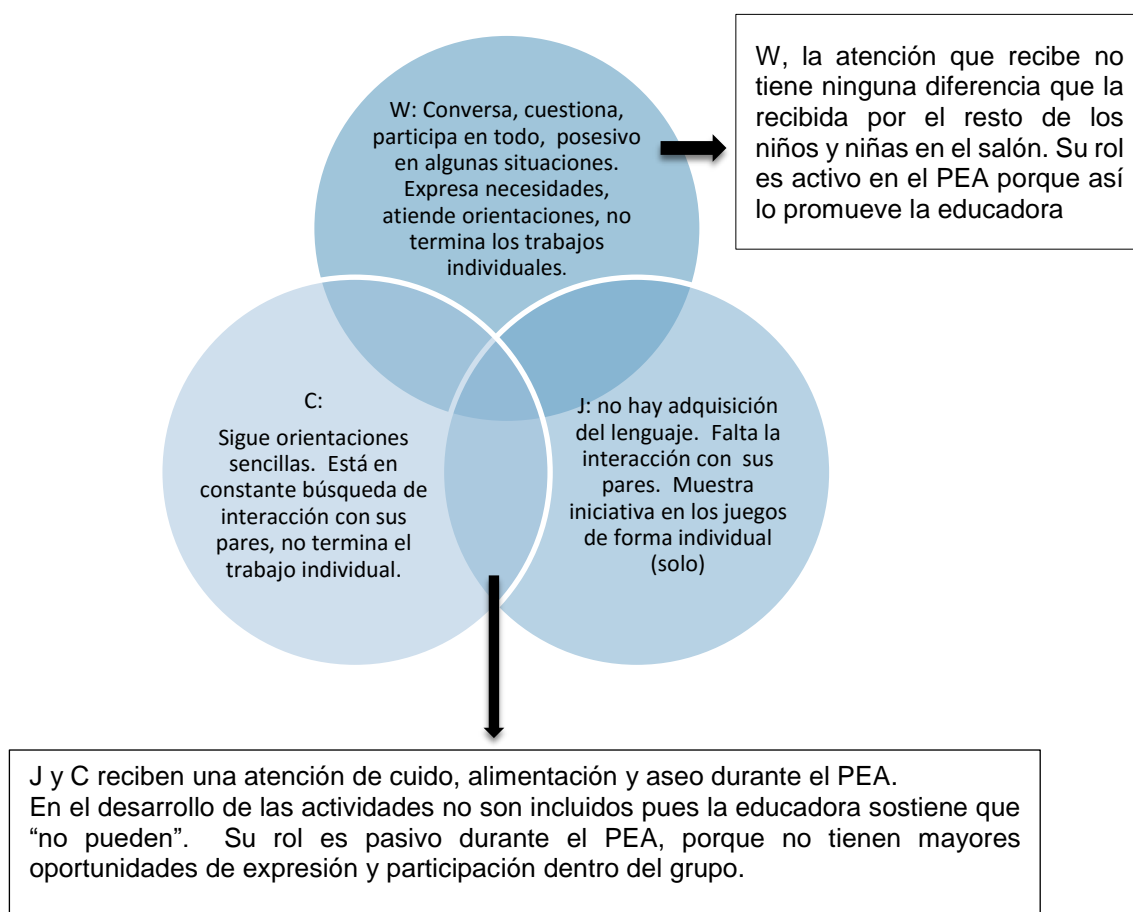 W: Conversa, cuestiona,
participa en todo, posesivo
en algunas situaciones.
Expresa necesidades,
atiende orientaciones, no
termina los trabajos
individuales.
W, la atención que recibe no
tiene ninguna diferencia que la
recibida por el resto de los
niños y niñas en el salón. Su rol
es activo en el PEA porque así
lo promueve la educadora
C:
Sigue orientaciones
sencillas. Está en
constante búsqueda de
interacción con sus
pares, no termina el
trabajo individual.
J: no hay adquisición
del lenguaje. Falta la
interacción con sus
pares. Muestra
iniciativa en los juegos
de forma individual
(solo)
J y C reciben una atención de cuido, alimentación y aseo durante el PEA.
En el desarrollo de las actividades no son incluidos pues la educadora sostiene que
“no pueden”. Su rol es pasivo durante el PEA, porque no tienen mayores
oportunidades de expresión y participación dentro del grupo.